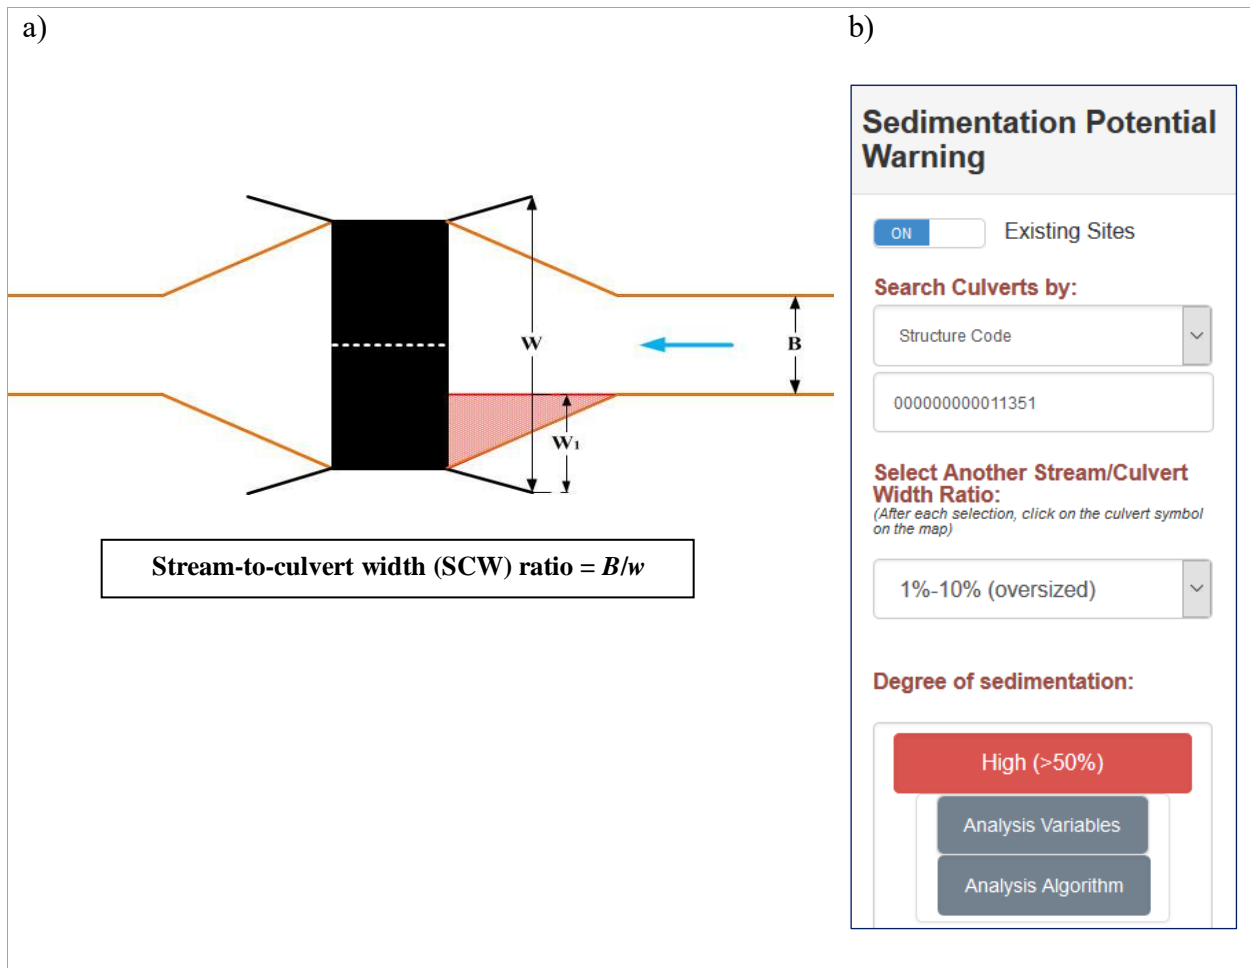 a)
b)
W
B
W1
Stream-to-culvert width (SCW) ratio = B/w
Sedimentation Potential
Warning
ON
Existing Sites
Search Culverts by:
Structure Code
000000000011351
Select Another Stream/Culvert
Width Ratio:
(After each selection, click on the culvert symbol
on the map)
1%-10% (oversized)
Degree of sedimentation:
High (>50%)
Analysis Variables
Analysis Algorithm